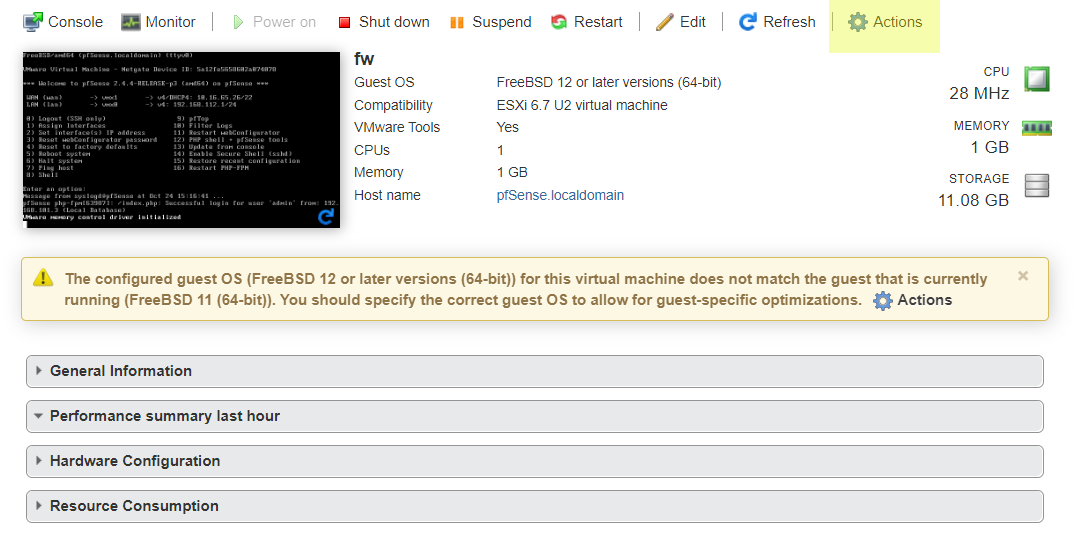 Console Monitor Power on Shut down Suspend Restart Edit Refresh Actions
FreeBSD/amd64 (pfSense.localdomain) (ttyv0)
VMware Virtual Machine - Netgate Device ID: 5a12fa5658602a074078
*** Welcome to pfSense 2.4.4-RELEASE-p3 (amd64) on pfSense ***
WAN (wan) -> vmx1 -> v4/DHCP4: 10.16.65.26/22
LAN (lan) -> vmx0 -> v4: 192.168.112.1/24
0) Logout (SSH only) 9) pfTop
1) Assign Interfaces 10) Filter Logs
2) Set interface(s) IP address 11) Restart webConfigurator
3) Reset webConfigurator password 12) PHP shell + pfSense tools
4) Reset to factory defaults 13) Update from console
5) Reboot system 14) Enable Secure Shell (sshd)
6) Halt system 15) Restore recent configuration
7) Ping host 16) Restart PHP-FPM
8) Shell
Enter an option:
Message from syslogd@pfSense at Oct 24 15:16:41 ...
pfSense php-fpm[63987]: /index.php: Successful login for user 'admin' from: 192.
168.101.3 (Local Database)
VMware memory control driver initialized
fw
Guest OS FreeBSD 12 or later versions (64-bit)
Compatibility ESXi 6.7 U2 virtual machine
VMware Tools Yes
CPUs 1
Memory 1 GB
Host name pfSense.localdomain
CPU
28 MHz
MEMORY
1 GB
STORAGE
11.08 GB
The configured guest OS (FreeBSD 12 or later versions (64-bit)) for this virtual machine does not match the guest that is currently
running (FreeBSD 11 (64-bit)). You should specify the correct guest OS to allow for guest-specific optimizations. Actions
General Information
Performance summary last hour
Hardware Configuration
Resource Consumption